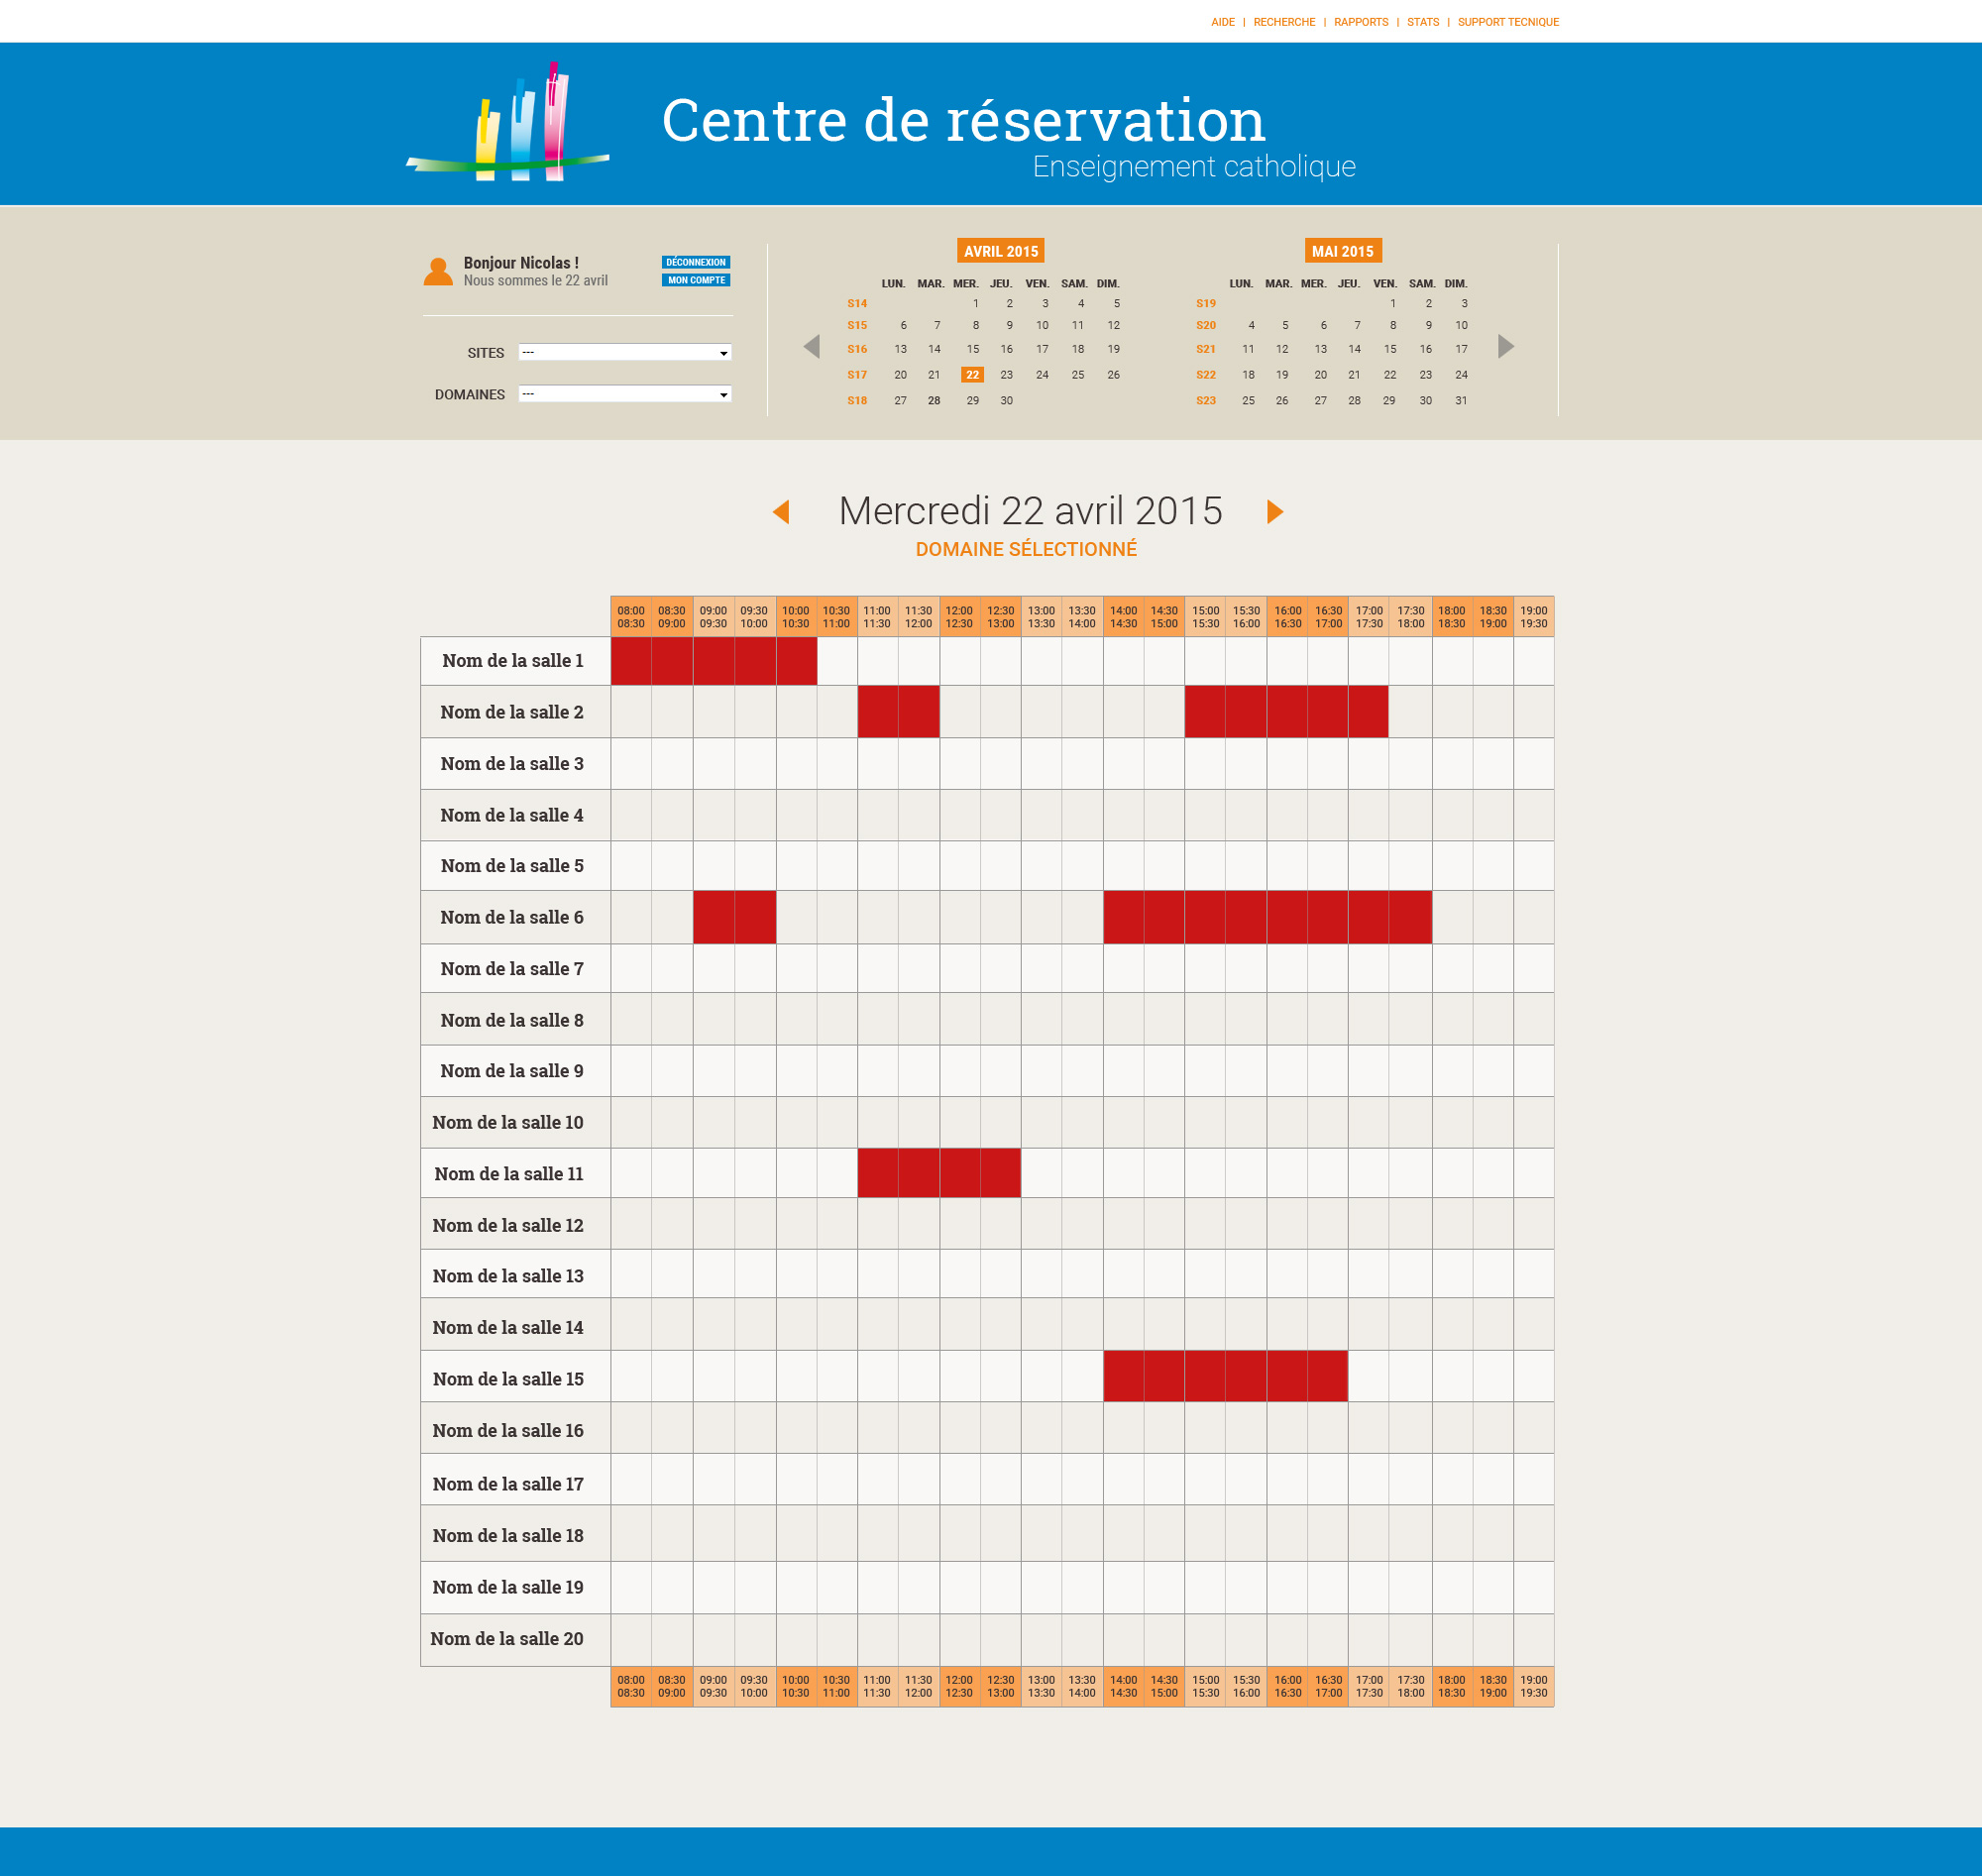 AIDE | RECHERCHE | RAPPORTS | STATS | SUPPORT TECNIQUE
Centre de réservation
Enseignement catholique
Bonjour Nicolas !
Nous sommes le 22 avril
DÉCONNEXION
MON COMPTE
SITES ---
DOMAINES ---
AVRIL 2015
LUN. MAR. MER. JEU. VEN. SAM. DIM.
S14 1 2 3 4 5
S15 6 7 8 9 10 11 12
S16 13 14 15 16 17 18 19
S17 20 21 22 23 24 25 26
S18 27 28 29 30
MAI 2015
LUN. MAR. MER. JEU. VEN. SAM. DIM.
S19 1 2 3
S20 4 5 6 7 8 9 10
S21 11 12 13 14 15 16 17
S22 18 19 20 21 22 23 24
S23 25 26 27 28 29 30 31
Mercredi 22 avril 2015
DOMAINE SÉLECTIONNÉ
08:00 08:30 09:00 09:30 10:00 10:30 11:00 11:30 12:00 12:30 13:00 13:30 14:00 14:30 15:00 15:30 16:00 16:30 17:00 17:30 18:00 18:30 19:00
08:30 09:00 09:30 10:00 10:30 11:00 11:30 12:00 12:30 13:00 13:30 14:00 14:30 15:00 15:30 16:00 16:30 17:00 17:30 18:00 18:30 19:00 19:30
Nom de la salle 1
Nom de la salle 2
Nom de la salle 3
Nom de la salle 4
Nom de la salle 5
Nom de la salle 6
Nom de la salle 7
Nom de la salle 8
Nom de la salle 9
Nom de la salle 10
Nom de la salle 11
Nom de la salle 12
Nom de la salle 13
Nom de la salle 14
Nom de la salle 15
Nom de la salle 16
Nom de la salle 17
Nom de la salle 18
Nom de la salle 19
Nom de la salle 20
08:00 08:30 09:00 09:30 10:00 10:30 11:00 11:30 12:00 12:30 13:00 13:30 14:00 14:30 15:00 15:30 16:00 16:30 17:00 17:30 18:00 18:30 19:00
08:30 09:00 09:30 10:00 10:30 11:00 11:30 12:00 12:30 13:00 13:30 14:00 14:30 15:00 15:30 16:00 16:30 17:00 17:30 18:00 18:30 19:00 19:30